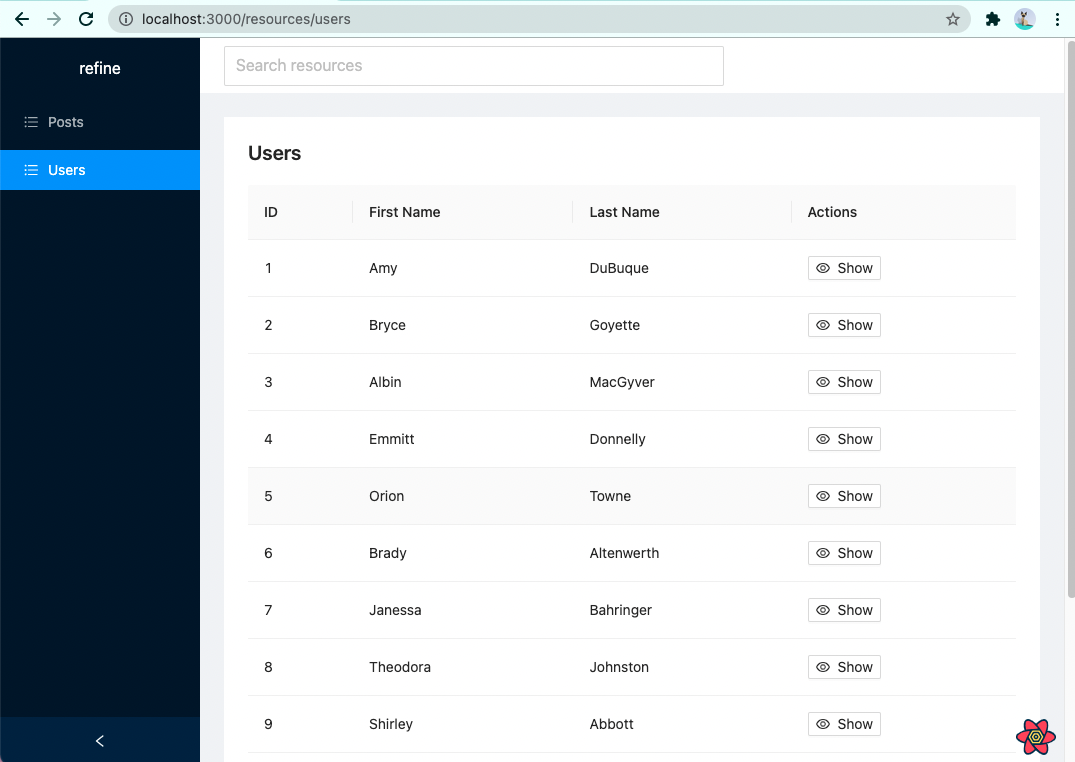 localhost:3000/resources/users
refine
Search resources
Posts
Users
Users
ID First Name Last Name Actions
1 Amy DuBuque Show
2 Bryce Goyette Show
3 Albin MacGyver Show
4 Emmitt Donnelly Show
5 Orion Towne Show
6 Brady Altenwerth Show
7 Janessa Bahringer Show
8 Theodora Johnston Show
9 Shirley Abbott Show